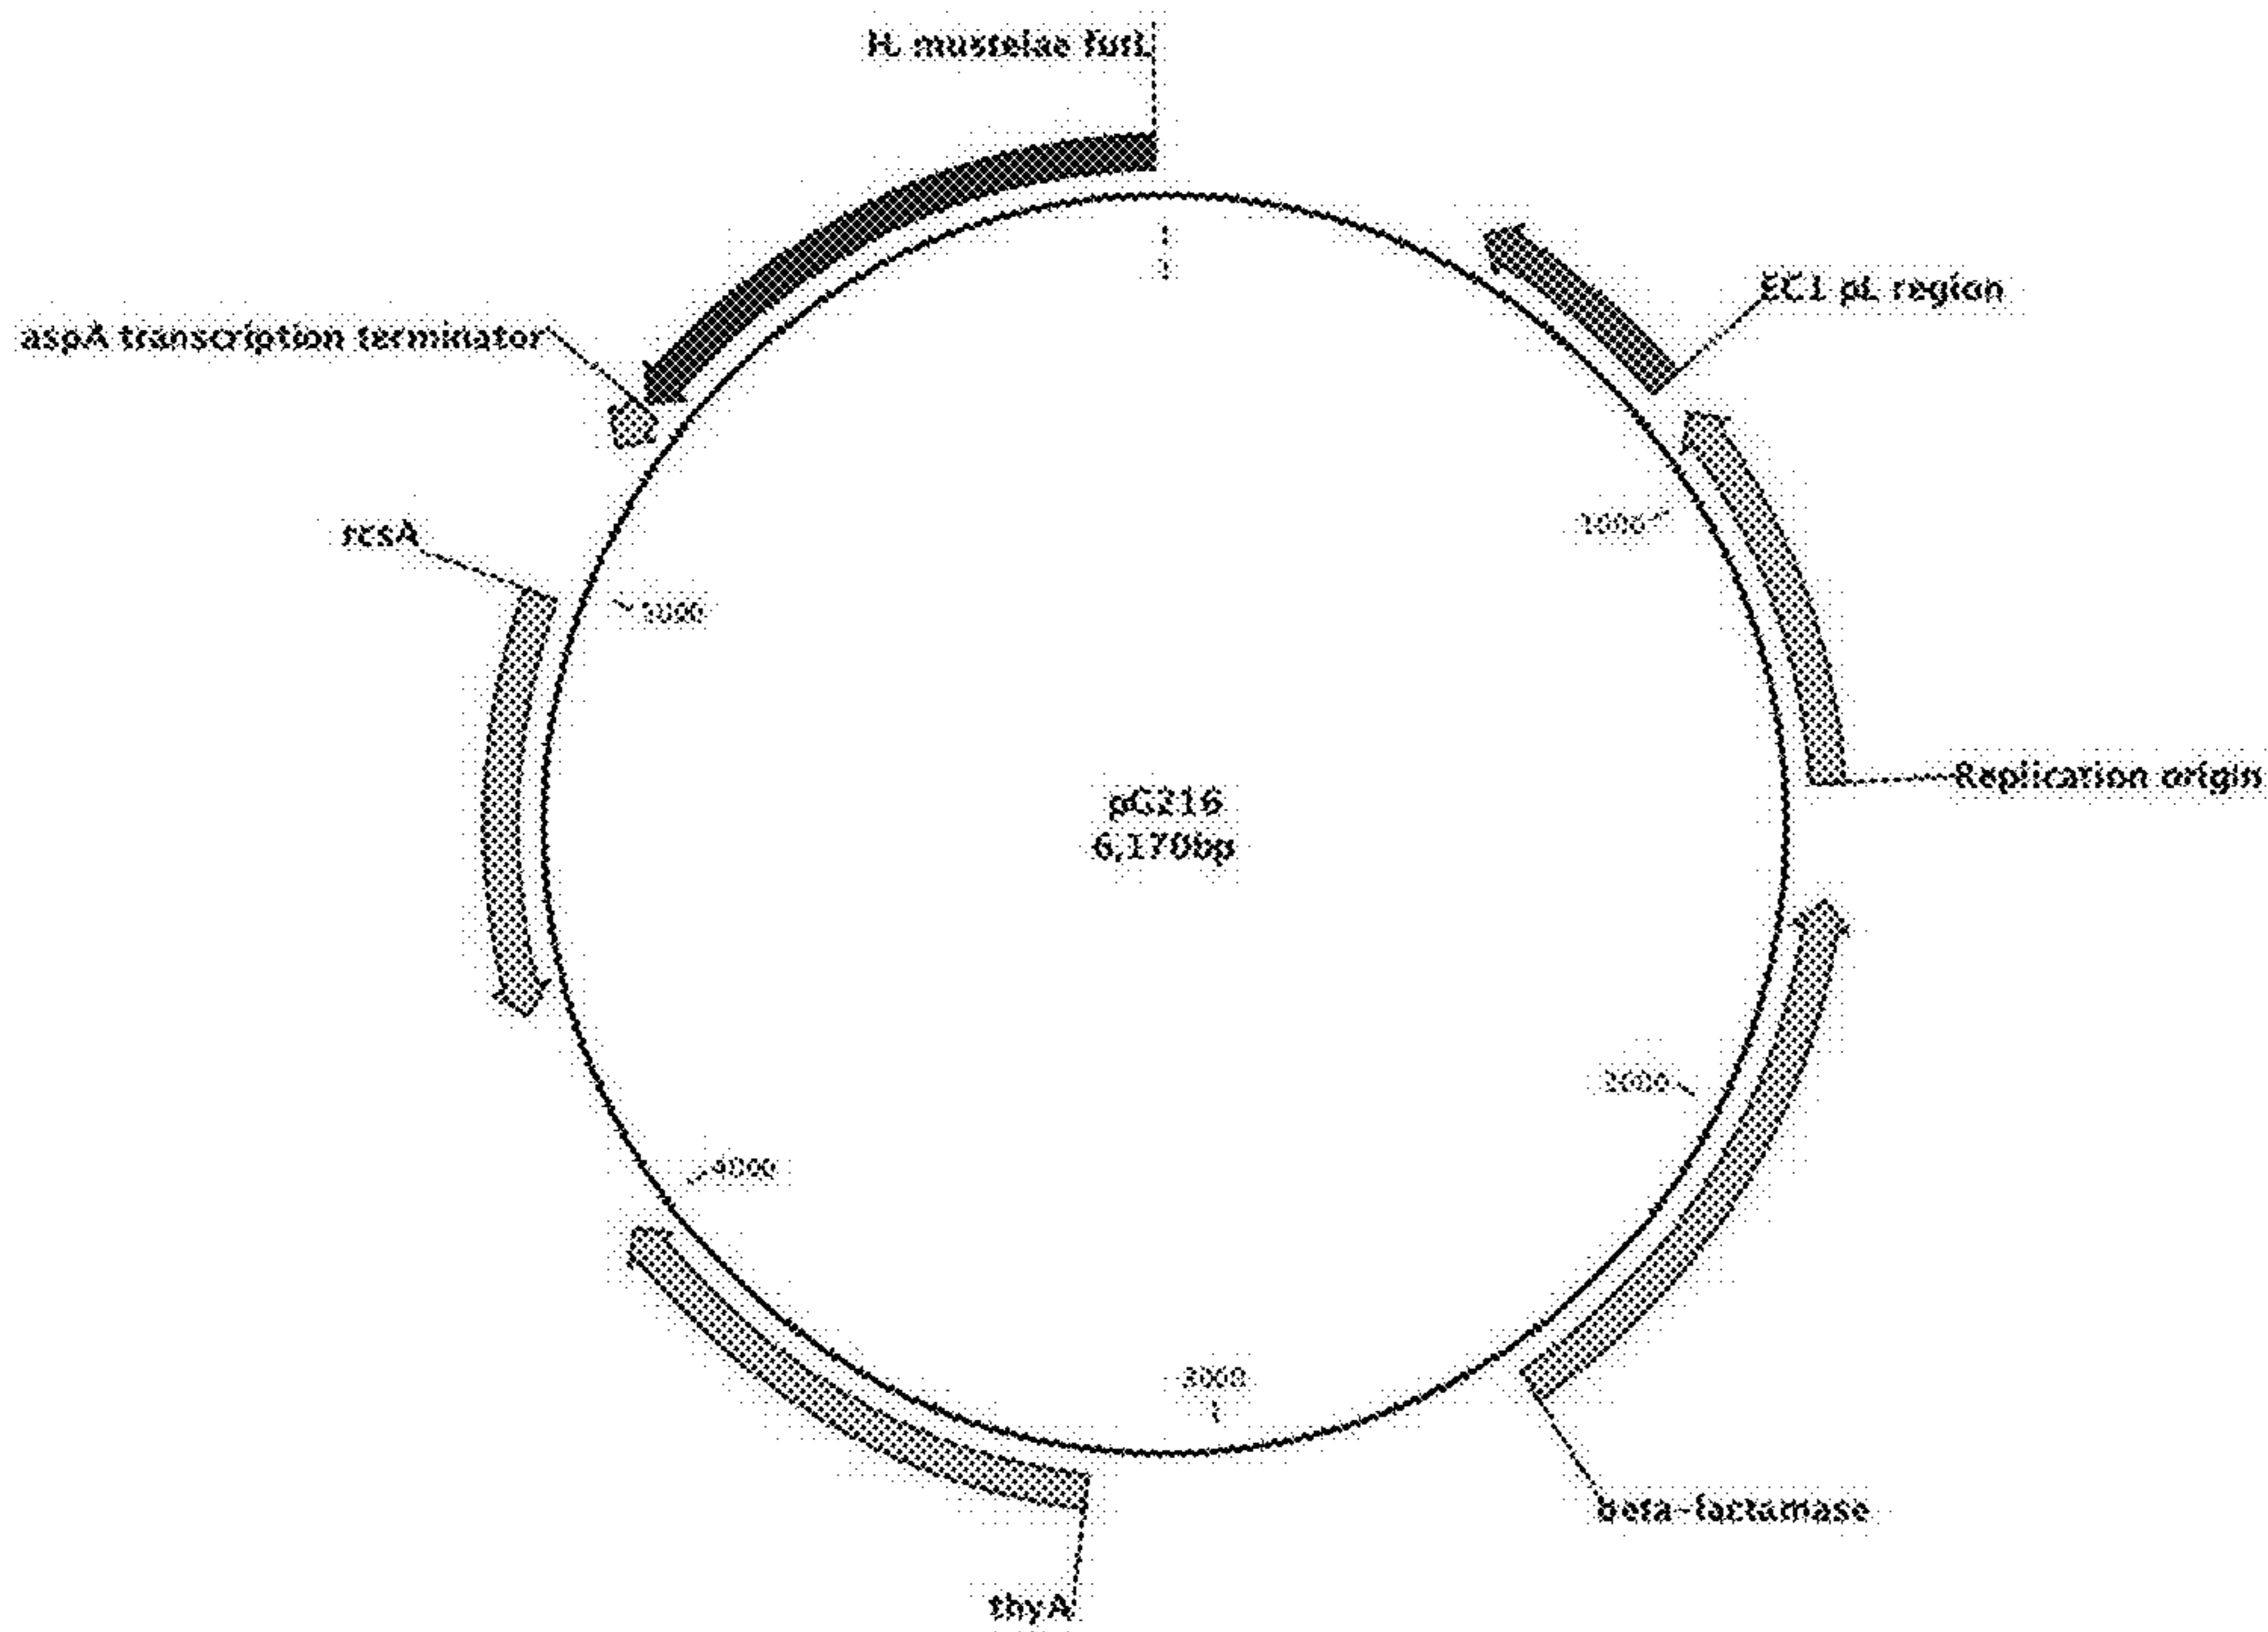 H. mustelae futL
EC1 pL region
aspA transcription terminator
1000
rcsA
5000
Replication origin
pG216
6,170bp
2000
4000
3000
beta-lactamase
thyA